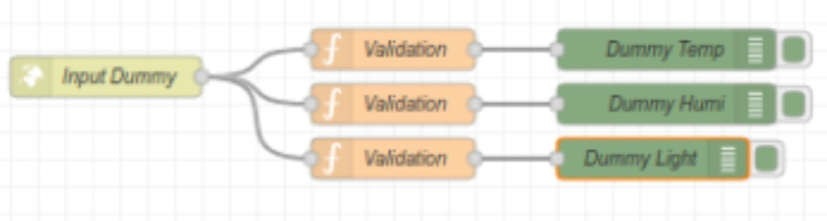 Input Dummy
Validation
Dummy Temp
Validation
Dummy Humi
Validation
Dummy Light